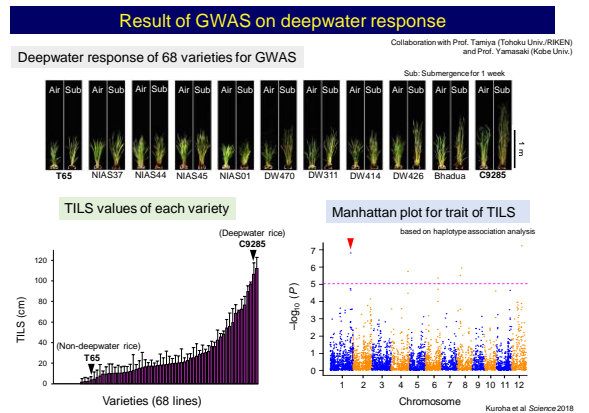 Result of GWAS on deepwater response
Collaboration with Prof. Tamiya (Tohoku Univ./RIKEN)
and Prof. Yamasaki (Kobe Univ.)
Deepwater response of 68 varieties for GWAS
Sub: Submergence for 1 week
Air Sub Air Sub Air Sub Air Sub Air Sub Air Sub Air Sub Air Sub Air Sub Air Sub Air Sub
1 m
T65 NIAS37 NIAS44 NIAS45 NIAS01 DW470 DW311 DW414 DW426 Bhadua C9285
TILS values of each variety
(Deepwater rice)
C9285
120
100
80
60
40
20
0
TILS (cm)
(Non-deepwater rice)
T65
Varieties (68 lines)
Manhattan plot for trait of TILS
based on haplotype association analysis
7
6
5
4
3
2
1
0
−log10 (P)
1 2 3 4 5 6 7 8 9 10 11 12
Chromosome
Kuroha et al Science 2018